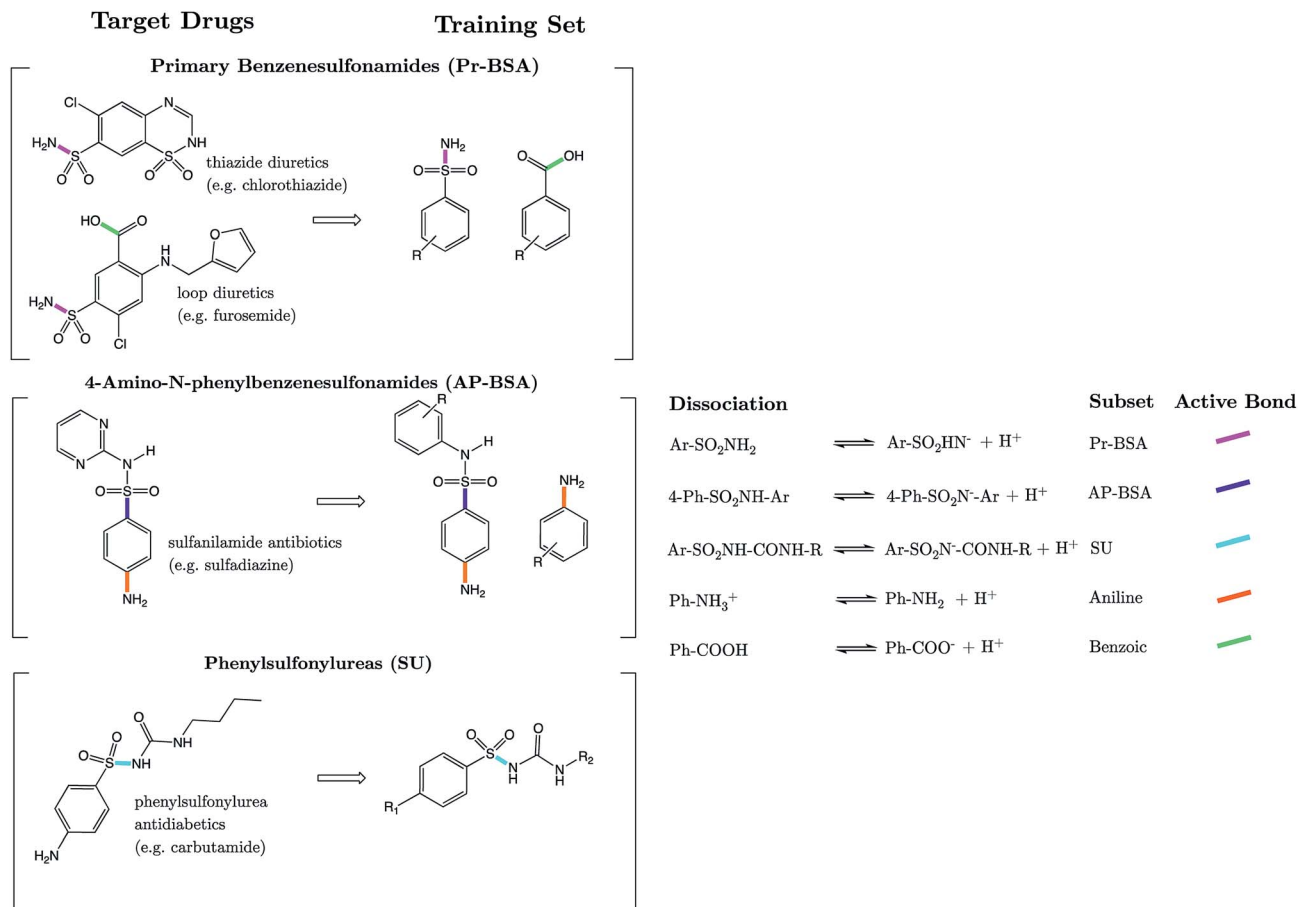 Target Drugs
Training Set
Primary Benzenesulfonamides (Pr-BSA)
Cl
N
NH
H₂N
S
S
O
O
O
O
thiazide diuretics
(e.g. chlorothiazide)
NH₂
O
S
O
R
O
OH
R
HO
O
H
N
O
H₂N
S
O
O
Cl
loop diuretics
(e.g. furosemide)
4-Amino-N-phenylbenzenesulfonamides (AP-BSA)
N
N
N
H
O
S
O
NH₂
sulfanilamide antibiotics
(e.g. sulfadiazine)
R
N
H
O
S
O
NH₂
NH₂
R
Phenylsulfonylureas (SU)
O
O
O
S
NH
NH
H₂N
phenylsulfonylurea
antidiabetics
(e.g. carbutamide)
O
O
O
S
N
H
N
H
R₂
R₁
Dissociation Subset Active Bond
Ar-SO₂NH₂ ⇌ Ar-SO₂HN⁻ + H⁺ Pr-BSA
4-Ph-SO₂NH-Ar ⇌ 4-Ph-SO₂N⁻-Ar + H⁺ AP-BSA
Ar-SO₂NH-CONH-R ⇌ Ar-SO₂N⁻-CONH-R + H⁺ SU
Ph-NH₃⁺ ⇌ Ph-NH₂ + H⁺ Aniline
Ph-COOH ⇌ Ph-COO⁻ + H⁺ Benzoic